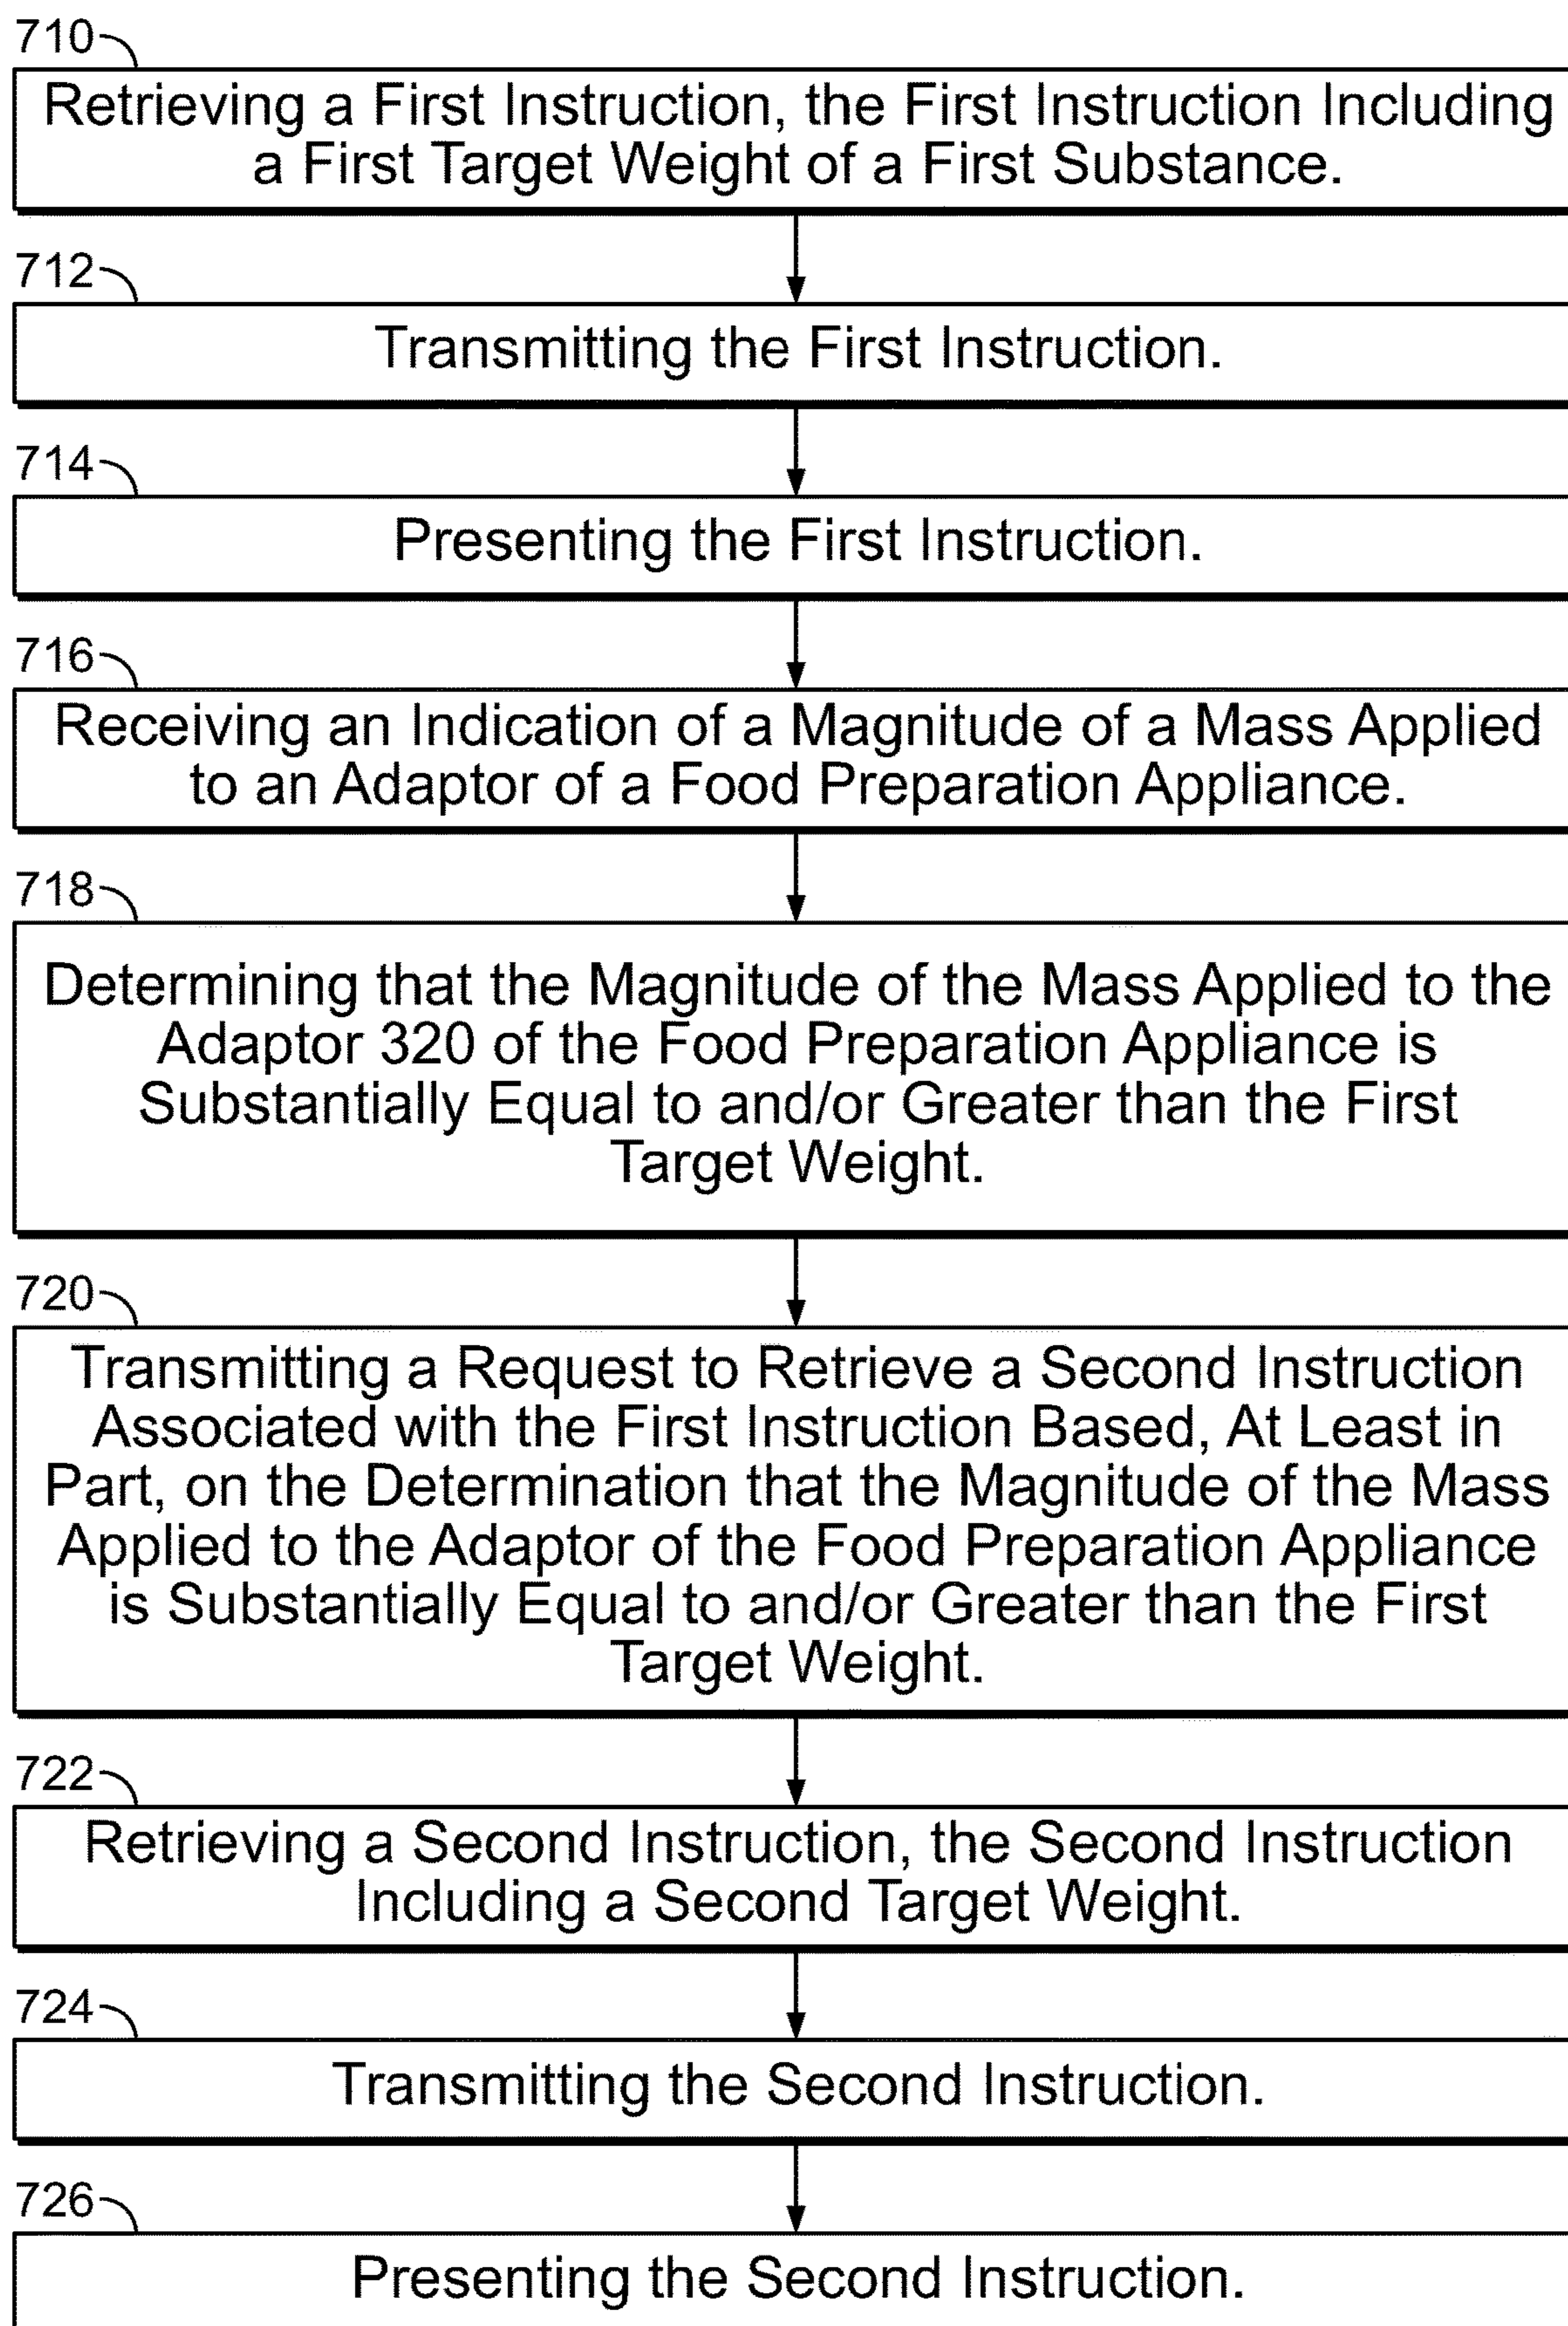 710
Retrieving a First Instruction, the First Instruction Including
a First Target Weight of a First Substance.
712
Transmitting the First Instruction.
714
Presenting the First Instruction.
716
Receiving an Indication of a Magnitude of a Mass Applied
to an Adaptor of a Food Preparation Appliance.
718
Determining that the Magnitude of the Mass Applied to the
Adaptor 320 of the Food Preparation Appliance is
Substantially Equal to and/or Greater than the First
Target Weight.
720
Transmitting a Request to Retrieve a Second Instruction
Associated with the First Instruction Based, At Least in
Part, on the Determination that the Magnitude of the Mass
Applied to the Adaptor of the Food Preparation Appliance
is Substantially Equal to and/or Greater than the First
Target Weight.
722
Retrieving a Second Instruction, the Second Instruction
Including a Second Target Weight.
724
Transmitting the Second Instruction.
726
Presenting the Second Instruction.